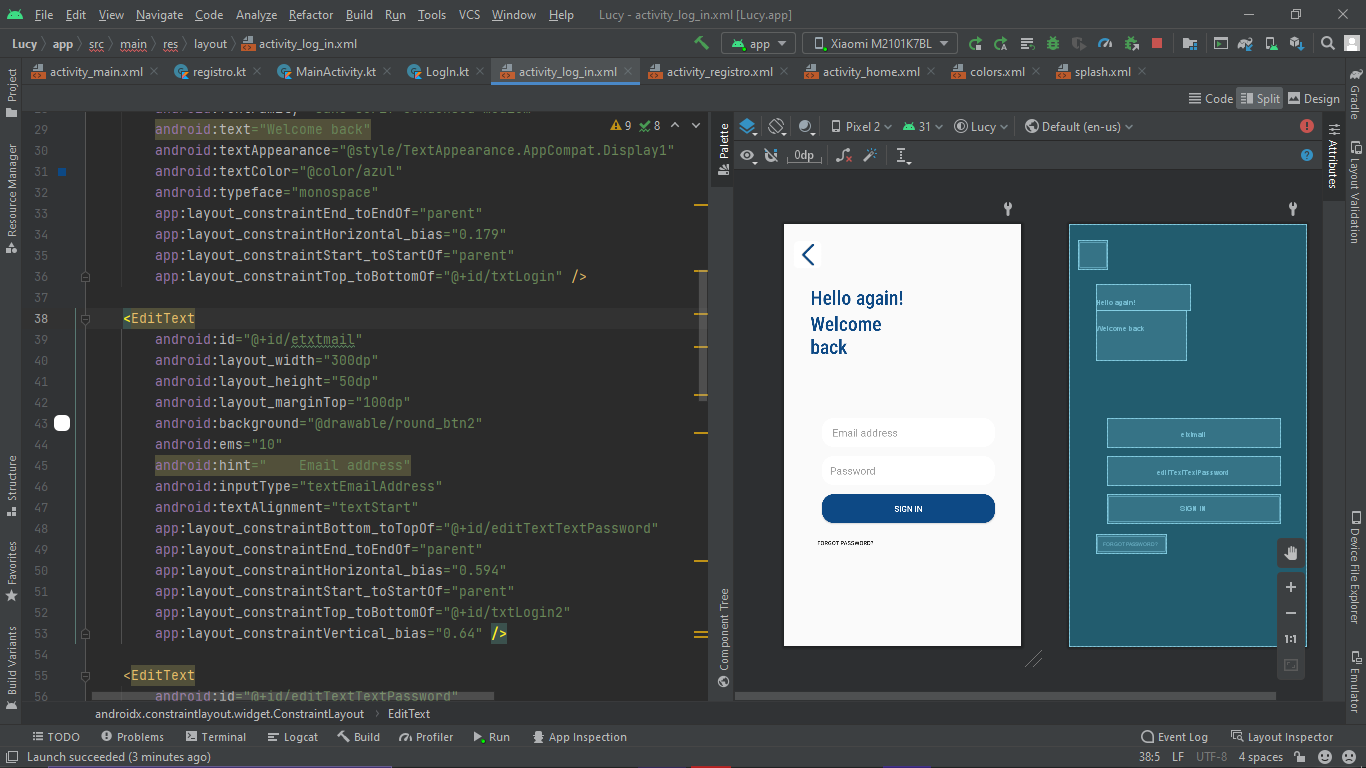 File Edit View Navigate Code Analyze Refactor Build Run Tools VCS Window Help Lucy - activity_log_in.xml [Lucy.app]
Lucy app src main res layout activity_log_in.xml
app Xiaomi M2101K7BL
activity_main.xml registro.kt MainActivity.kt LogIn.kt activity_log_in.xml activity_registro.xml activity_home.xml colors.xml splash.xml
Code Split Design
Project
Resource Manager
Structure
Favorites
Build Variants
9 8
29 android:text="Welcome back"
30 android:textAppearance="@style/TextAppearance.AppCompat.Display1"
31 android:textColor="@color/azul"
32 android:typeface="monospace"
33 app:layout_constraintEnd_toEndOf="parent"
34 app:layout_constraintHorizontal_bias="0.179"
35 app:layout_constraintStart_toStartOf="parent"
36 app:layout_constraintTop_toBottomOf="@+id/txtLogin" />
37
38 <EditText
39 android:id="@+id/etxtmail"
40 android:layout_width="300dp"
41 android:layout_height="50dp"
42 android:layout_marginTop="100dp"
43 android:background="@drawable/round_btn2"
44 android:ems="10"
45 android:hint="    Email address"
46 android:inputType="textEmailAddress"
47 android:textAlignment="textStart"
48 app:layout_constraintBottom_toTopOf="@+id/editTextTextPassword"
49 app:layout_constraintEnd_toEndOf="parent"
50 app:layout_constraintHorizontal_bias="0.594"
51 app:layout_constraintStart_toStartOf="parent"
52 app:layout_constraintTop_toBottomOf="@+id/txtLogin2"
53 app:layout_constraintVertical_bias="0.64" />
54
55 <EditText
56 android:id="@+id/editTextTextPassword"
androidx.constraintlayout.widget.ConstraintLayout EditText
Palette
Component Tree
Pixel 2 31 Lucy Default (en-us)
0dp
Hello again!
Welcome
back
Email address
Password
SIGN IN
FORGOT PASSWORD?
Hello again!
Welcome back
etxtmail
editTextTextPassword
SIGN IN
FORGOT PASSWORD?
1:1
Attributes
Gradle
Layout Validation
Device File Explorer
Emulator
TODO Problems Terminal Logcat Build Profiler Run App Inspection Event Log Layout Inspector
Launch succeeded (3 minutes ago) 38:5 LF UTF-8 4 spaces